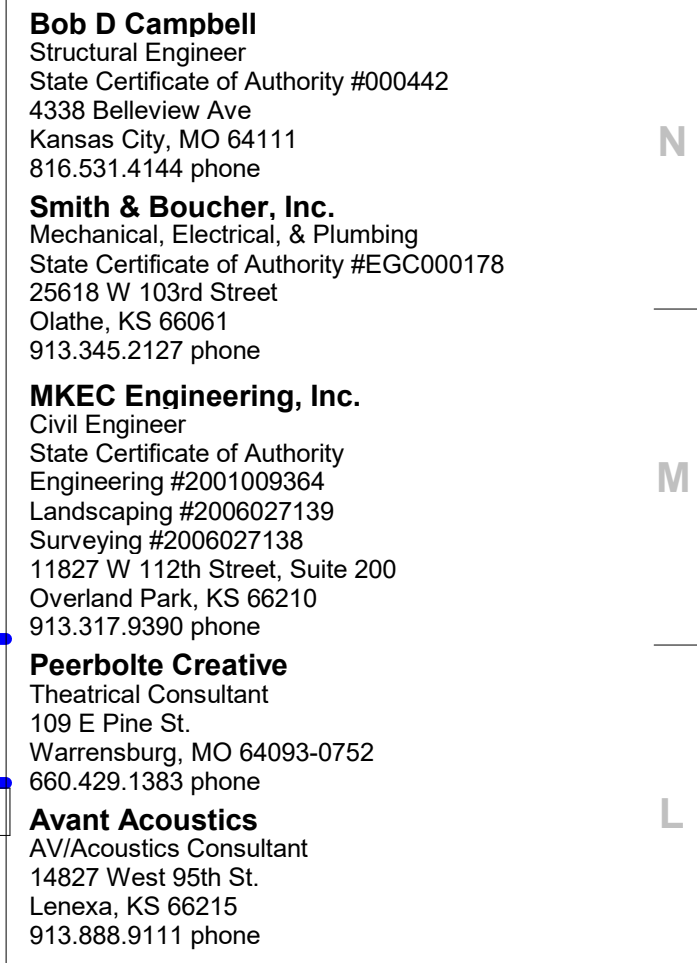 Bob D Campbell
Structural Engineer
State Certificate of Authority #000442
4338 Belleview Ave
Kansas City, MO 64111
816.531.4144 phone
Smith & Boucher, Inc.
Mechanical, Electrical, & Plumbing
State Certificate of Authority #EGC000178
25618 W 103rd Street
Olathe, KS 66061
913.345.2127 phone
MKEC Engineering, Inc.
Civil Engineer
State Certificate of Authority
Engineering #2001009364
Landscaping #2006027139
Surveying #2006027138
11827 W 112th Street, Suite 200
Overland Park, KS 66210
913.317.9390 phone
Peerbolte Creative
Theatrical Consultant
109 E Pine St.
Warrensburg, MO 64093-0752
660.429.1383 phone
Avant Acoustics
AV/Acoustics Consultant
14827 West 95th St.
Lenexa, KS 66215
913.888.9111 phone
N
M
L